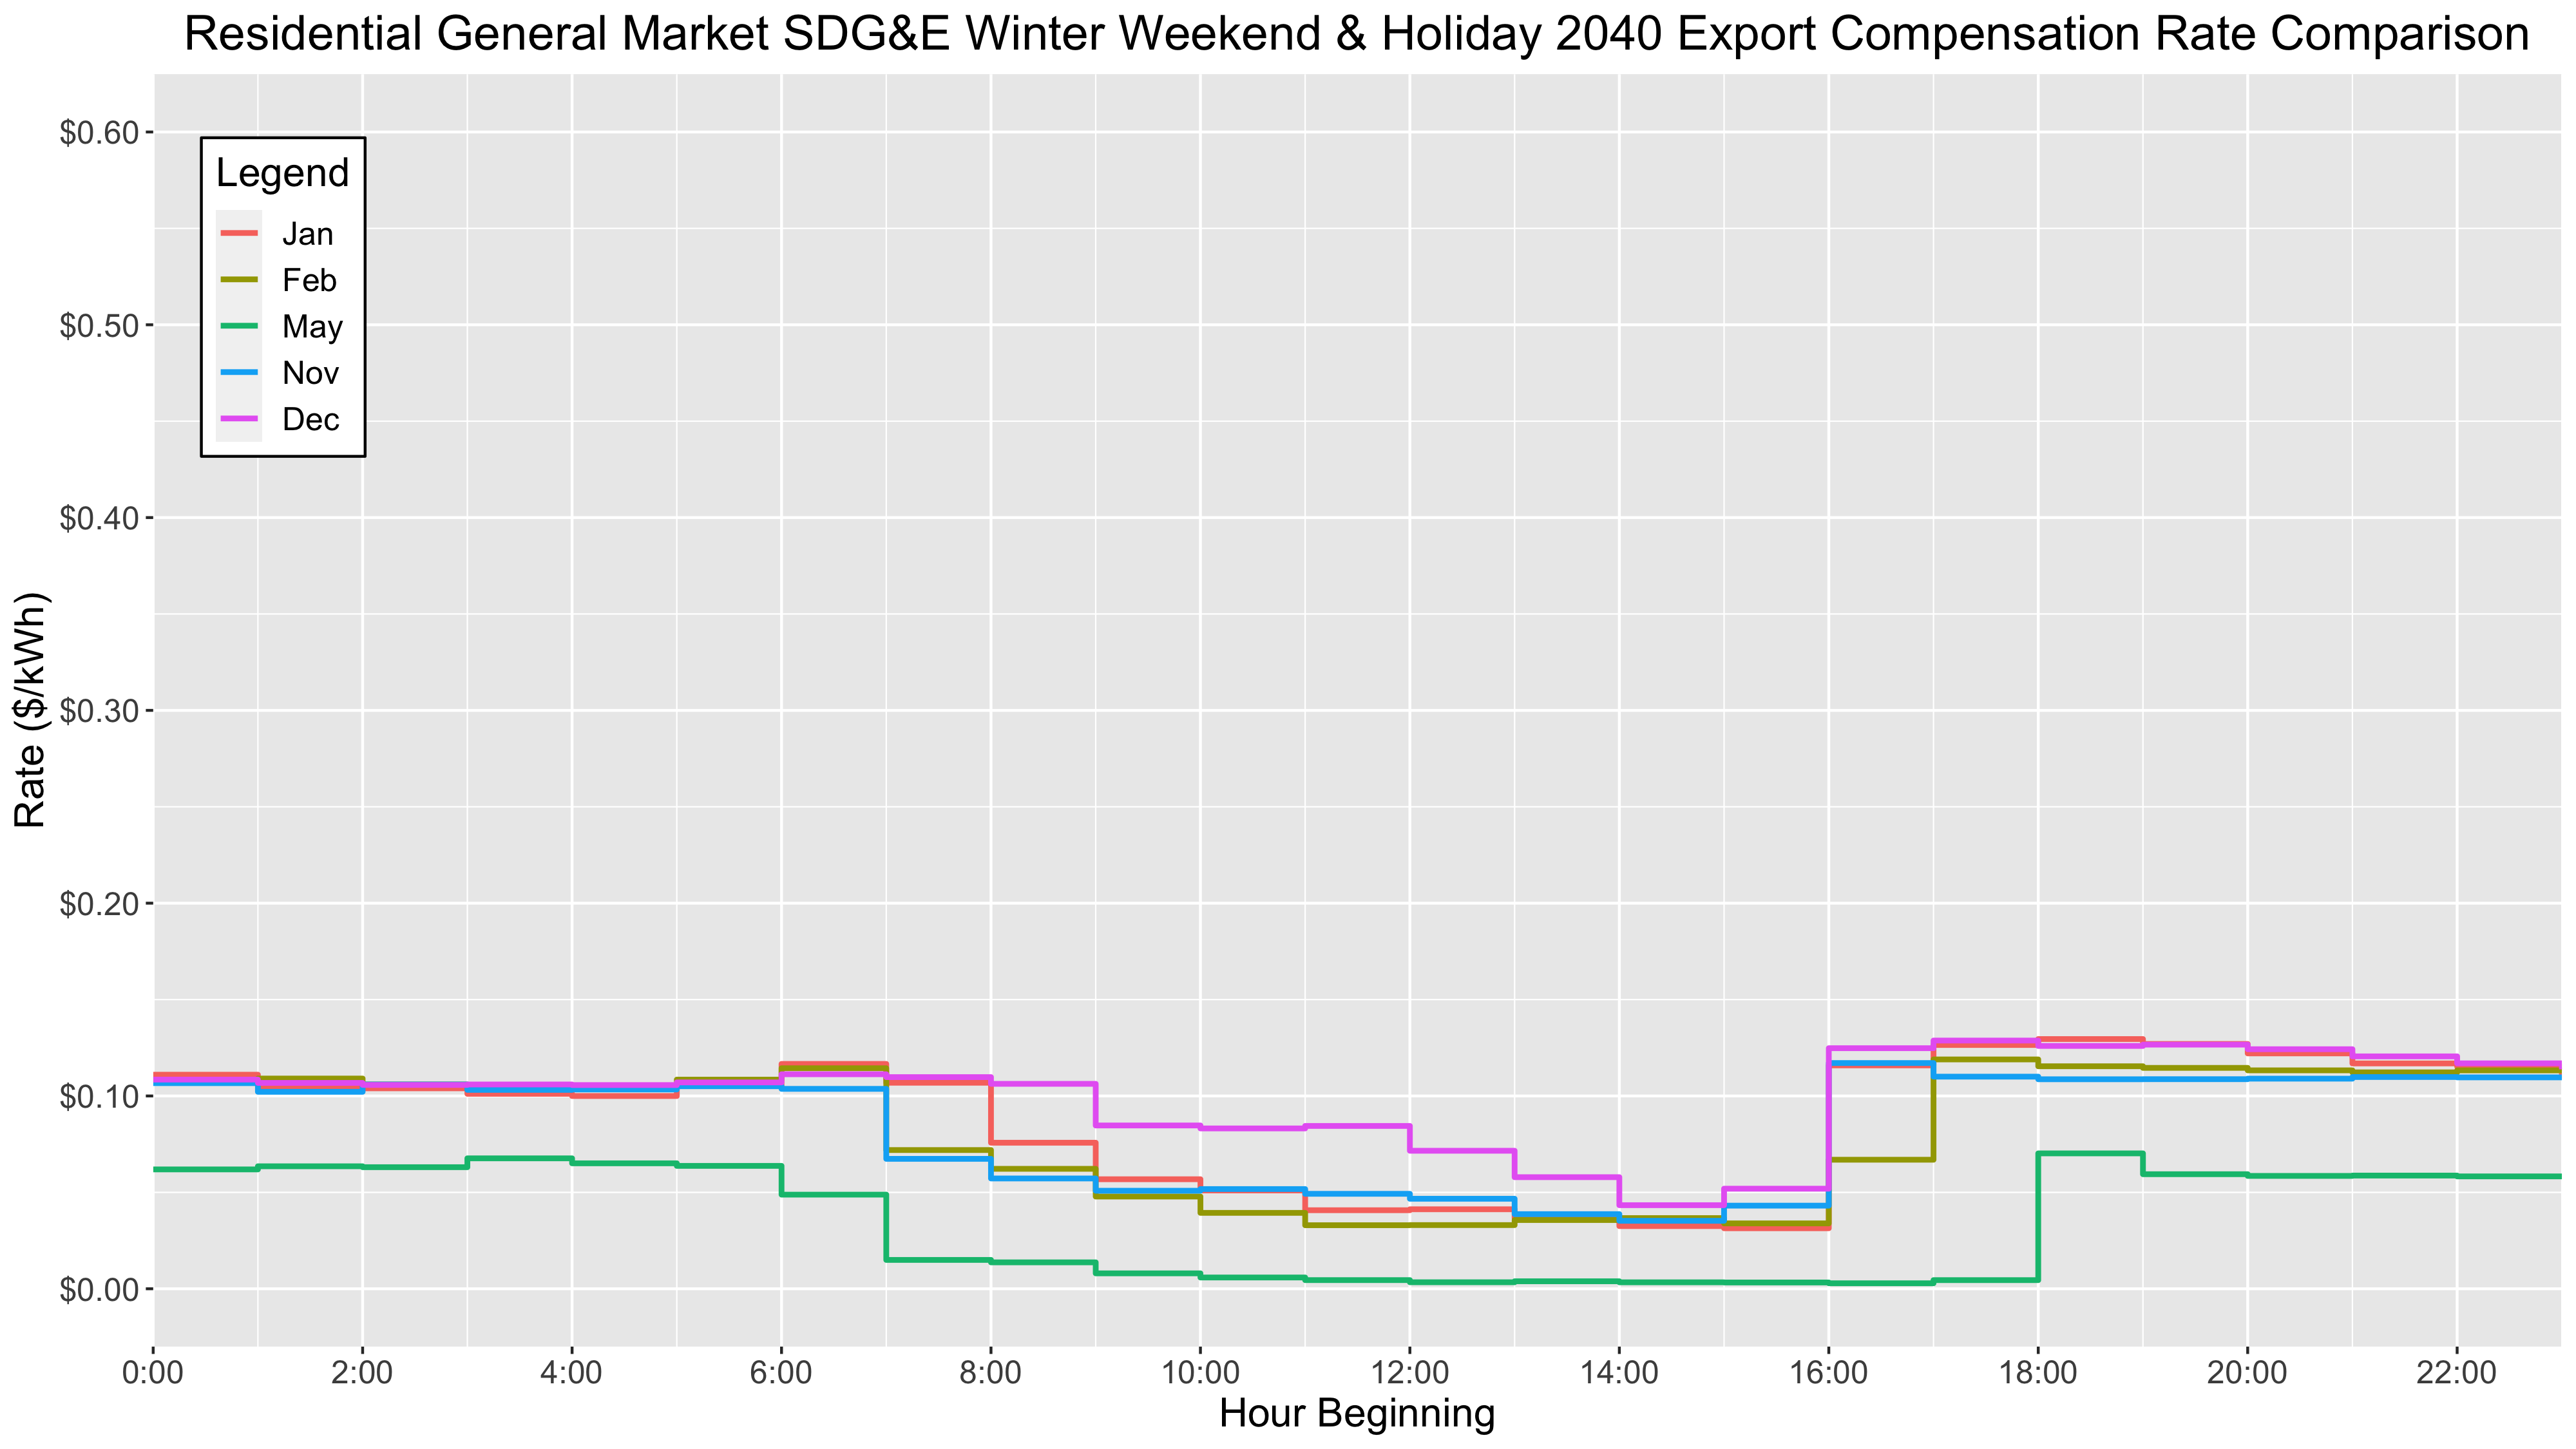 Residential General Market SDG&E Winter Weekend & Holiday 2040 Export Compensation Rate Comparison
$0.60
$0.50
$0.40
$0.30
$0.20
$0.10
$0.00
Rate ($/kWh)
Legend
Jan
Feb
May
Nov
Dec
0:00 2:00 4:00 6:00 8:00 10:00 12:00 14:00 16:00 18:00 20:00 22:00
Hour Beginning